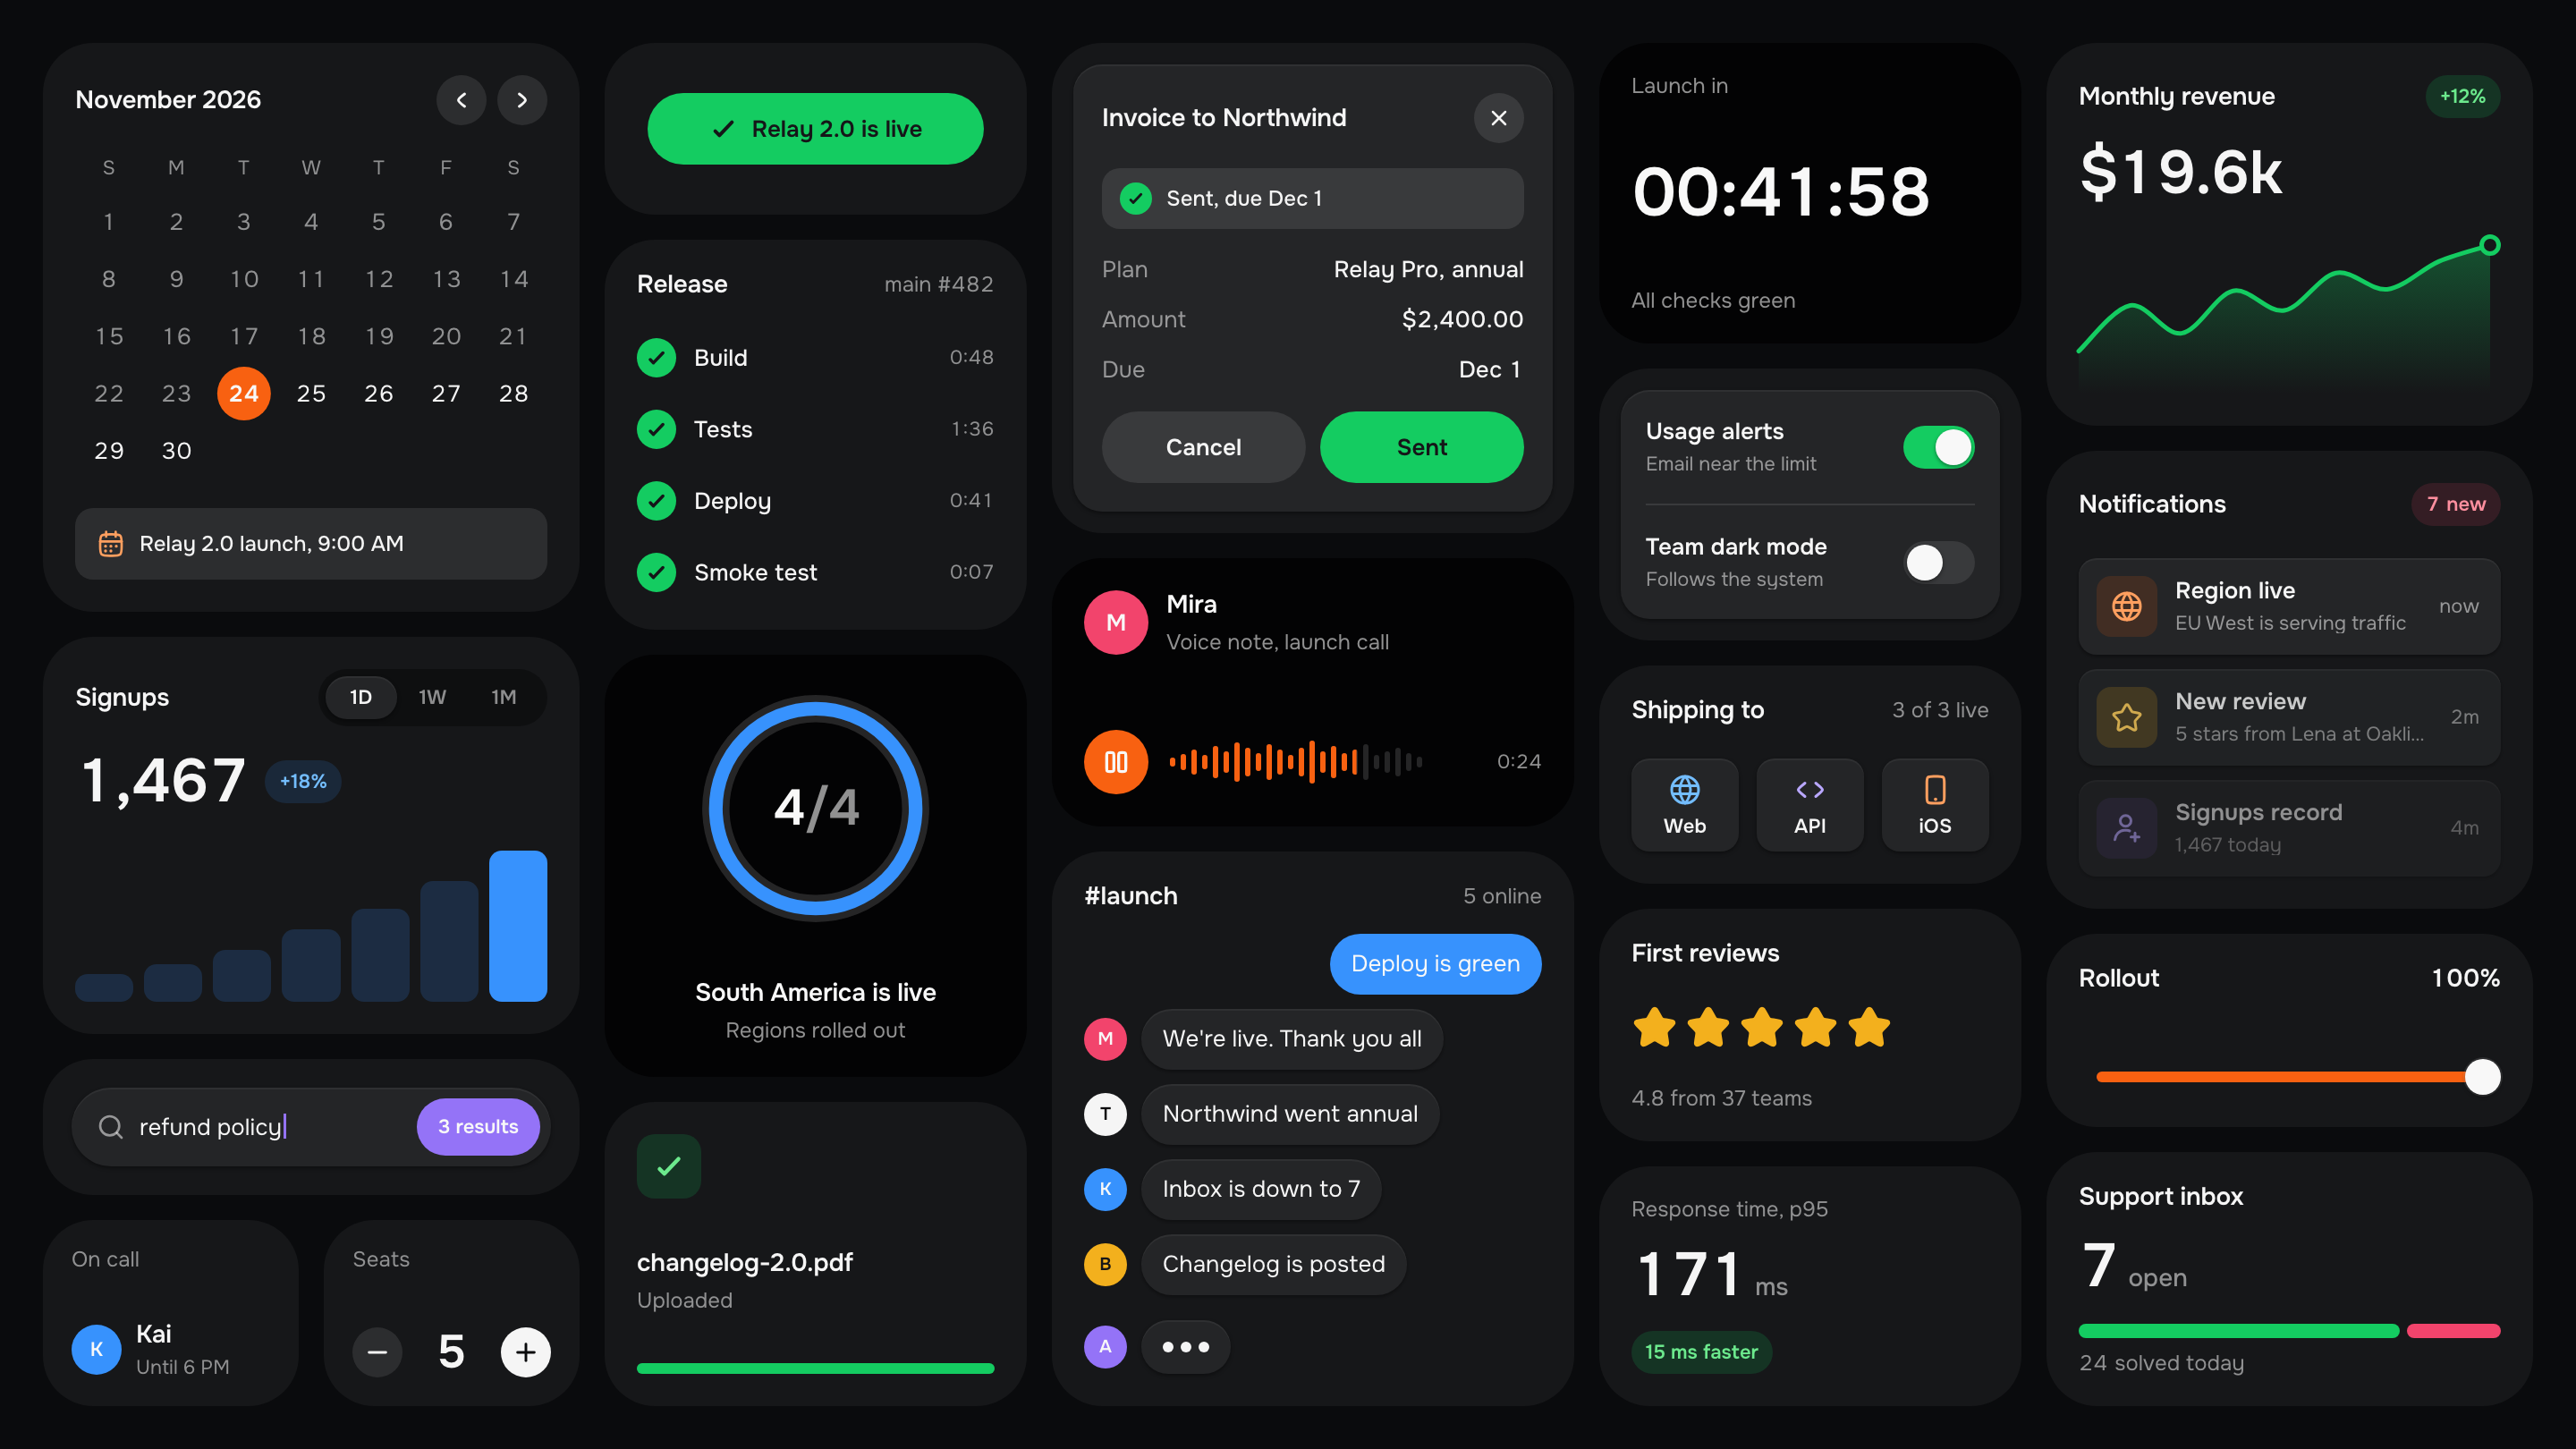 November 2026
S M T W T F S
1 2 3 4 5 6 7
8 9 10 11 12 13 14
15 16 17 18 19 20 21
22 23 24 25 26 27 28
29 30
Relay 2.0 launch, 9:00 AM
Signups
1D 1W 1M
1,467 +18%
refund policy
3 results
On call
K
Kai
Until 6 PM
Seats
5
Relay 2.0 is live
Release main #482
Build 0:48
Tests 1:36
Deploy 0:41
Smoke test 0:07
4/4
South America is live
Regions rolled out
changelog-2.0.pdf
Uploaded
Invoice to Northwind
Sent, due Dec 1
Plan Relay Pro, annual
Amount $2,400.00
Due Dec 1
Cancel Sent
M
Mira
Voice note, launch call
0:24
#launch 5 online
Deploy is green
M We're live. Thank you all
T Northwind went annual
K Inbox is down to 7
B Changelog is posted
A
Launch in
00:41:58
All checks green
Usage alerts
Email near the limit
Team dark mode
Follows the system
Shipping to 3 of 3 live
Web API iOS
First reviews
4.8 from 37 teams
Response time, p95
171 ms
15 ms faster
Monthly revenue +12%
$19.6k
Notifications 7 new
Region live
EU West is serving traffic
now
New review
5 stars from Lena at Oakli...
2m
Signups record
1,467 today
4m
Rollout 100%
Support inbox
7 open
24 solved today